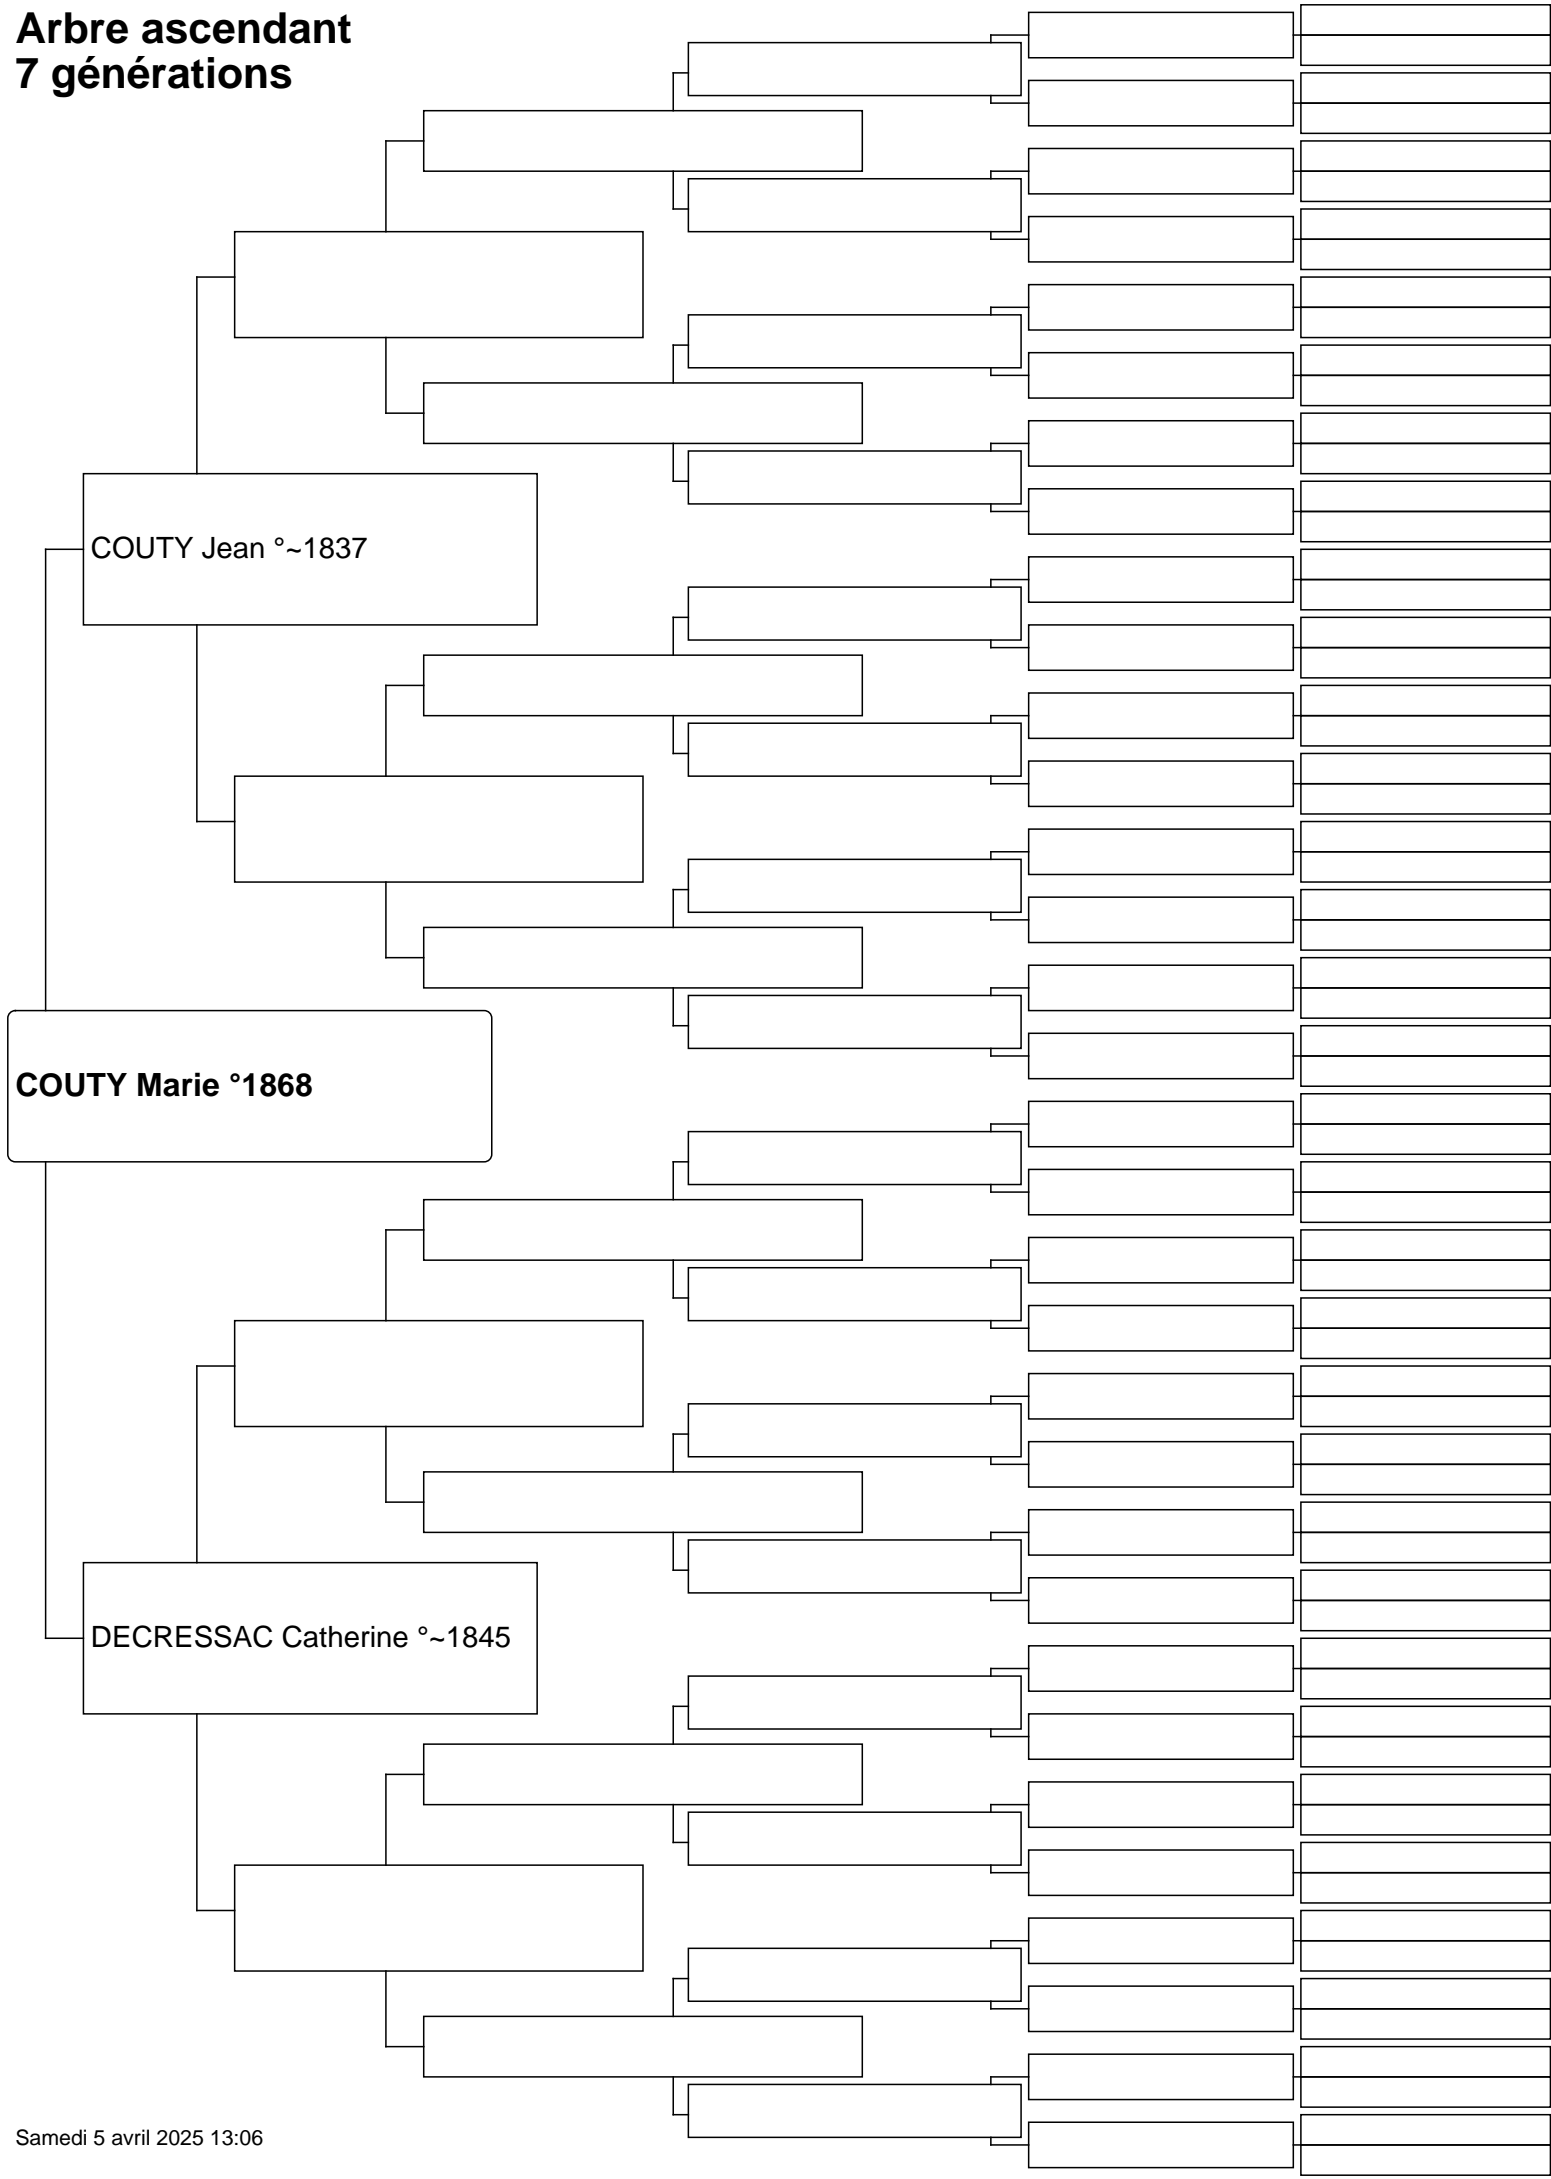 Arbre ascendant
7 générations
COUTY Jean °~1837
COUTY Marie °1868
DECRESSAC Catherine °~1845
Samedi 5 avril 2025 13:06